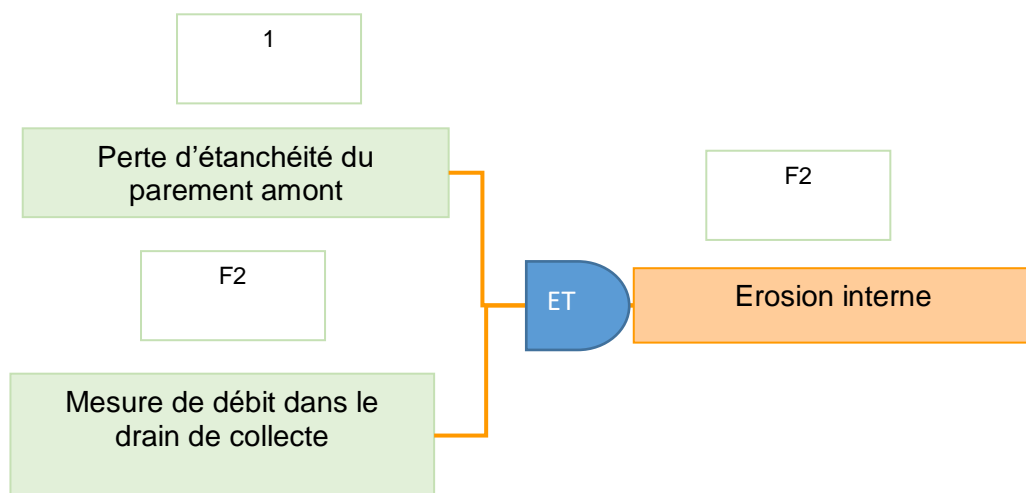 1
Perte d’étanchéité du
parement amont
F2
Mesure de débit dans le
drain de collecte
ET
F2
Erosion interne